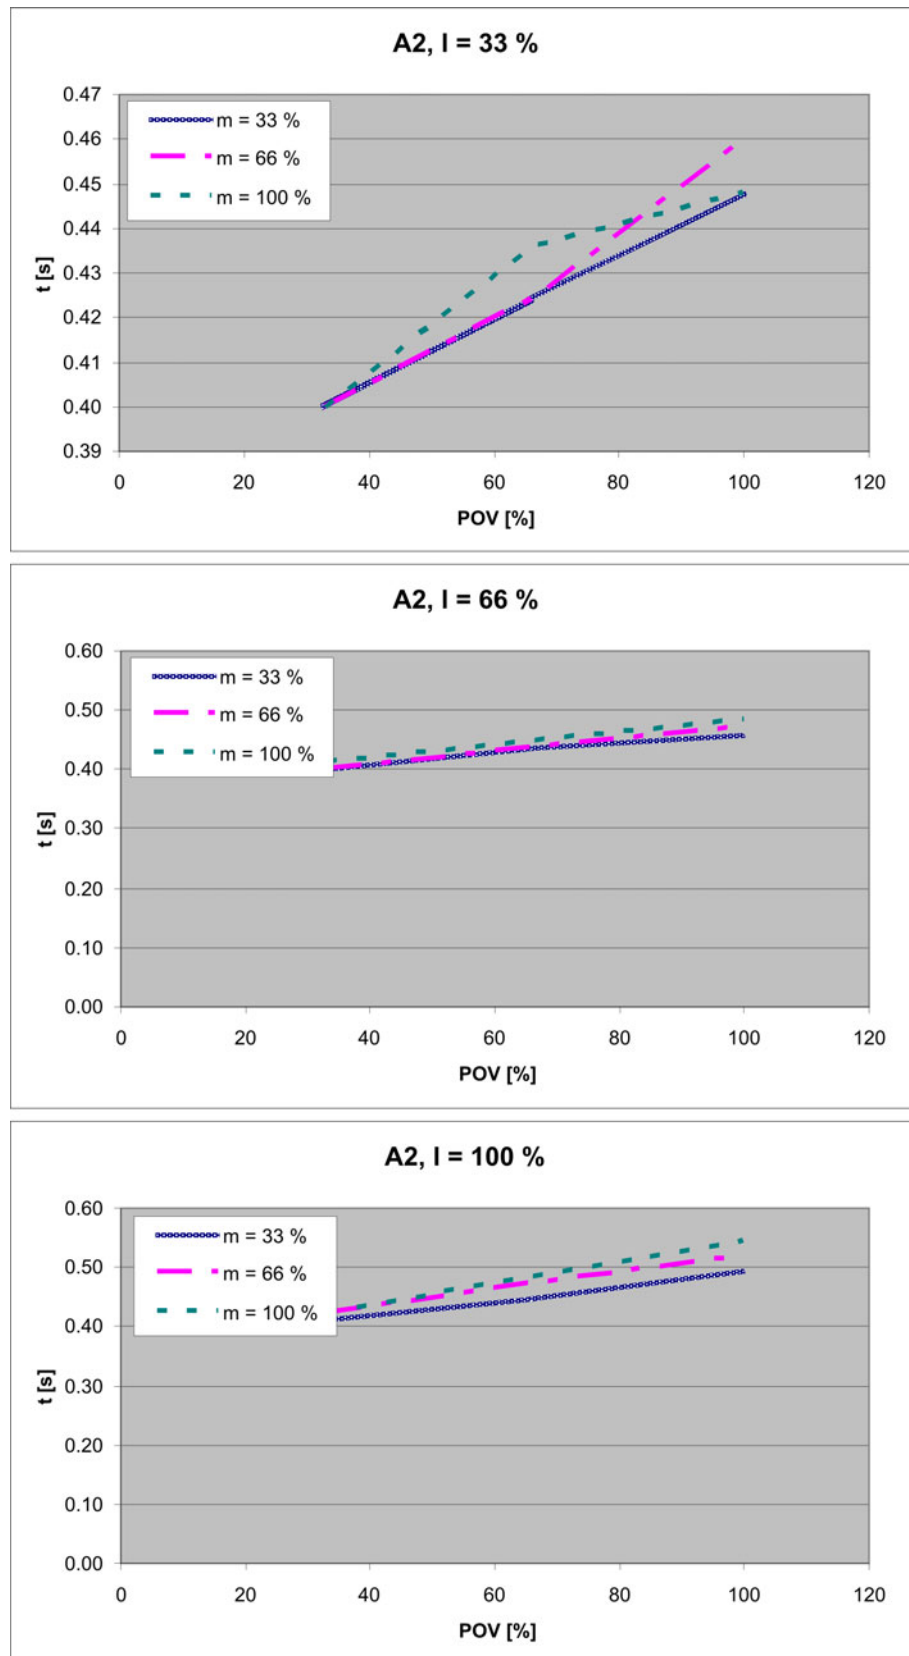 A2, l = 33 %
0.47
0.46
0.45
0.44
0.43
0.42
0.41
0.40
0.39
t [s]
m = 33 %
m = 66 %
m = 100 %
0 20 40 60 80 100 120
POV [%]
A2, l = 66 %
0.60
0.50
0.40
0.30
0.20
0.10
0.00
t [s]
m = 33 %
m = 66 %
m = 100 %
0 20 40 60 80 100 120
POV [%]
A2, l = 100 %
0.60
0.50
0.40
0.30
0.20
0.10
0.00
t [s]
m = 33 %
m = 66 %
m = 100 %
0 20 40 60 80 100 120
POV [%]